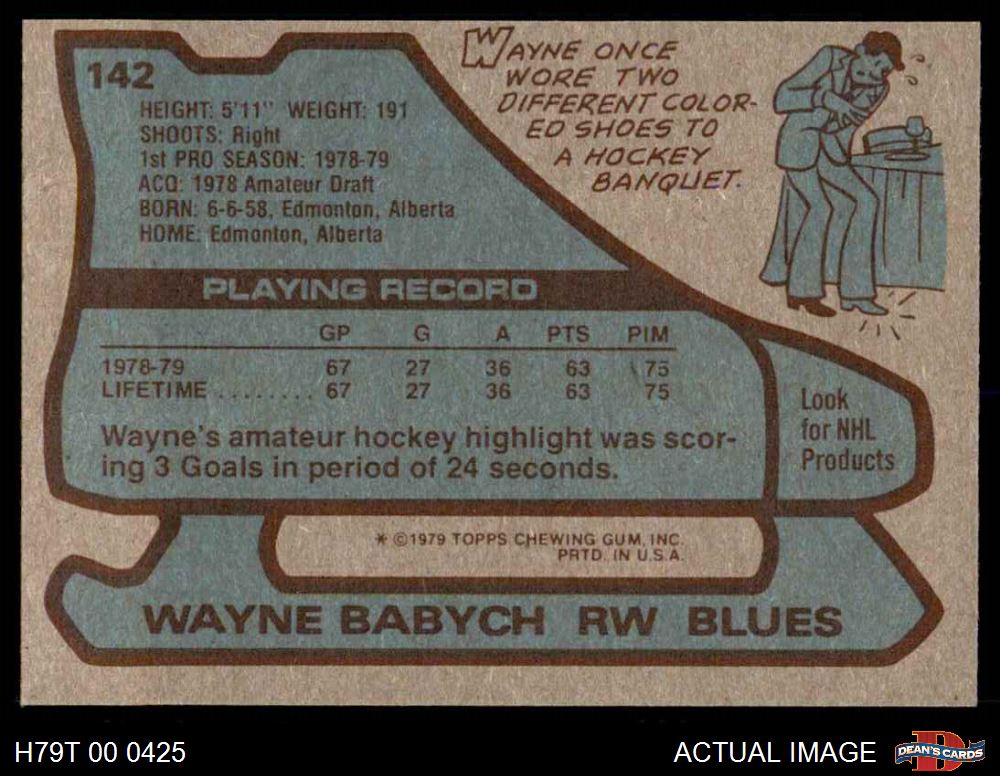 142
HEIGHT: 5'11" WEIGHT: 191
SHOOTS: Right
1st PRO SEASON: 1978-79
ACQ: 1978 Amateur Draft
BORN: 6-6-58, Edmonton, Alberta
HOME: Edmonton, Alberta
WAYNE ONCE
WORE TWO
DIFFERENT COLOR-
ED SHOES TO
A HOCKEY
BANQUET.
PLAYING RECORD
GP G A PTS PIM
1978-79 67 27 36 63 75
LIFETIME ........ 67 27 36 63 75
Wayne's amateur hockey highlight was scor-
ing 3 Goals in period of 24 seconds.
Look
for NHL
Products
* ©1979 TOPPS CHEWING GUM, INC.
PRTD. IN U.S.A.
WAYNE BABYCH RW BLUES
H79T 00 0425
ACTUAL IMAGE
DEAN'S CARDS